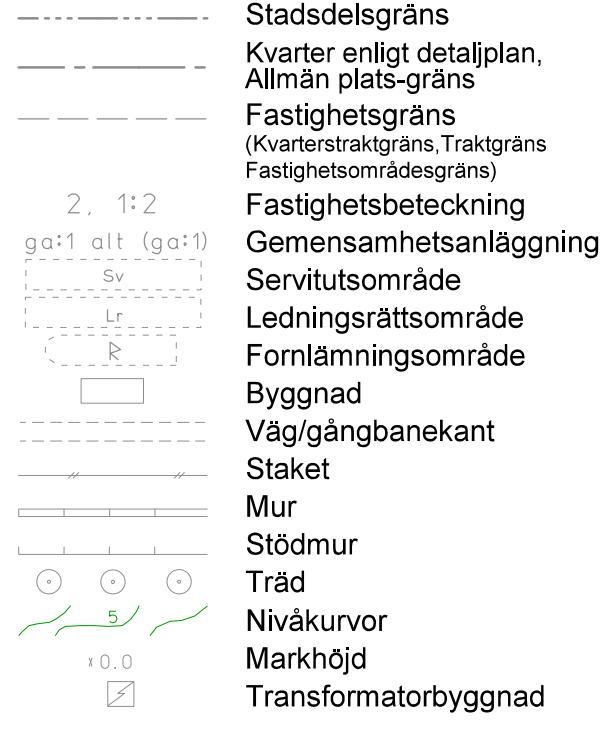 Stadsdelsgräns
Kvarter enligt detaljplan,
Allmän plats-gräns
Fastighetsgräns
(Kvarterstraktgräns,Traktgräns
Fastighetsområdesgräns)
2, 1:2 Fastighetsbeteckning
ga:1 alt (ga:1) Gemensamhetsanläggning
Sv Servitutsområde
Lr Ledningsrättsområde
R Fornlämningsområde
Byggnad
Väg/gångbanekant
Staket
Mur
Stödmur
Träd
5 Nivåkurvor
x 0.0 Markhöjd
Transformatorbyggnad